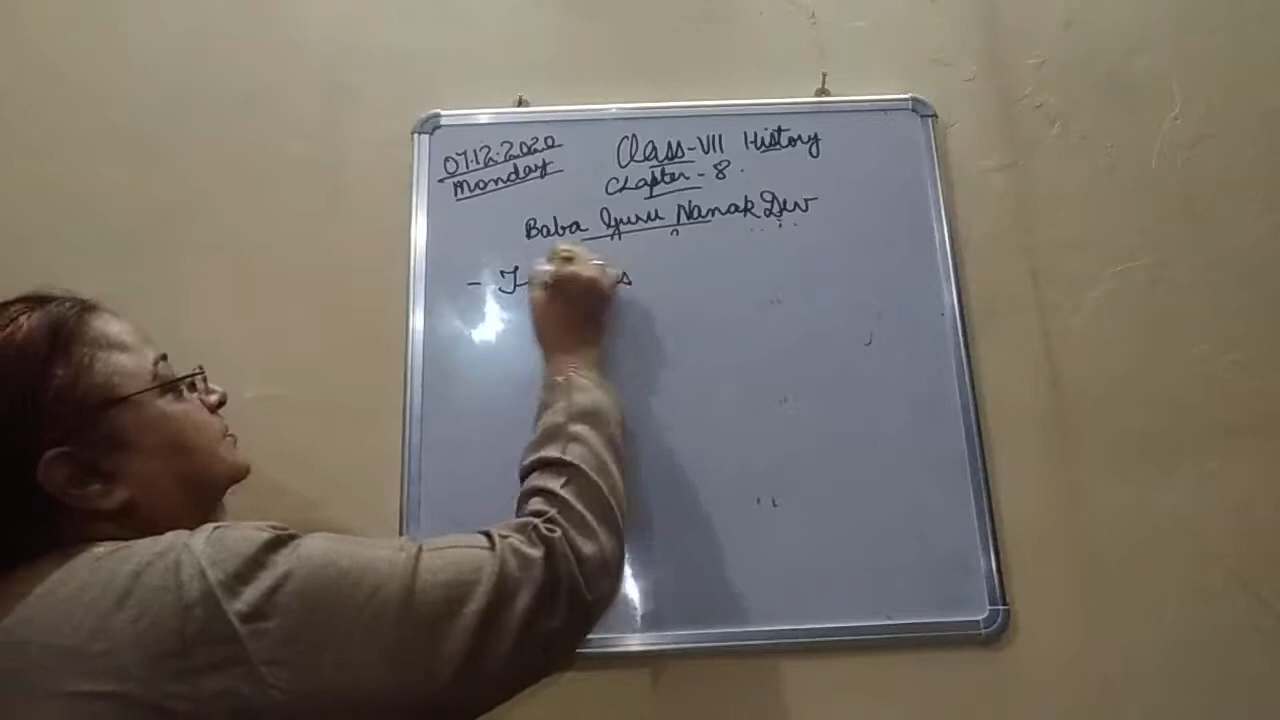 07.12.2020
Monday
Class-VII History
Chapter - 8.
Baba Guru Nanak Dev